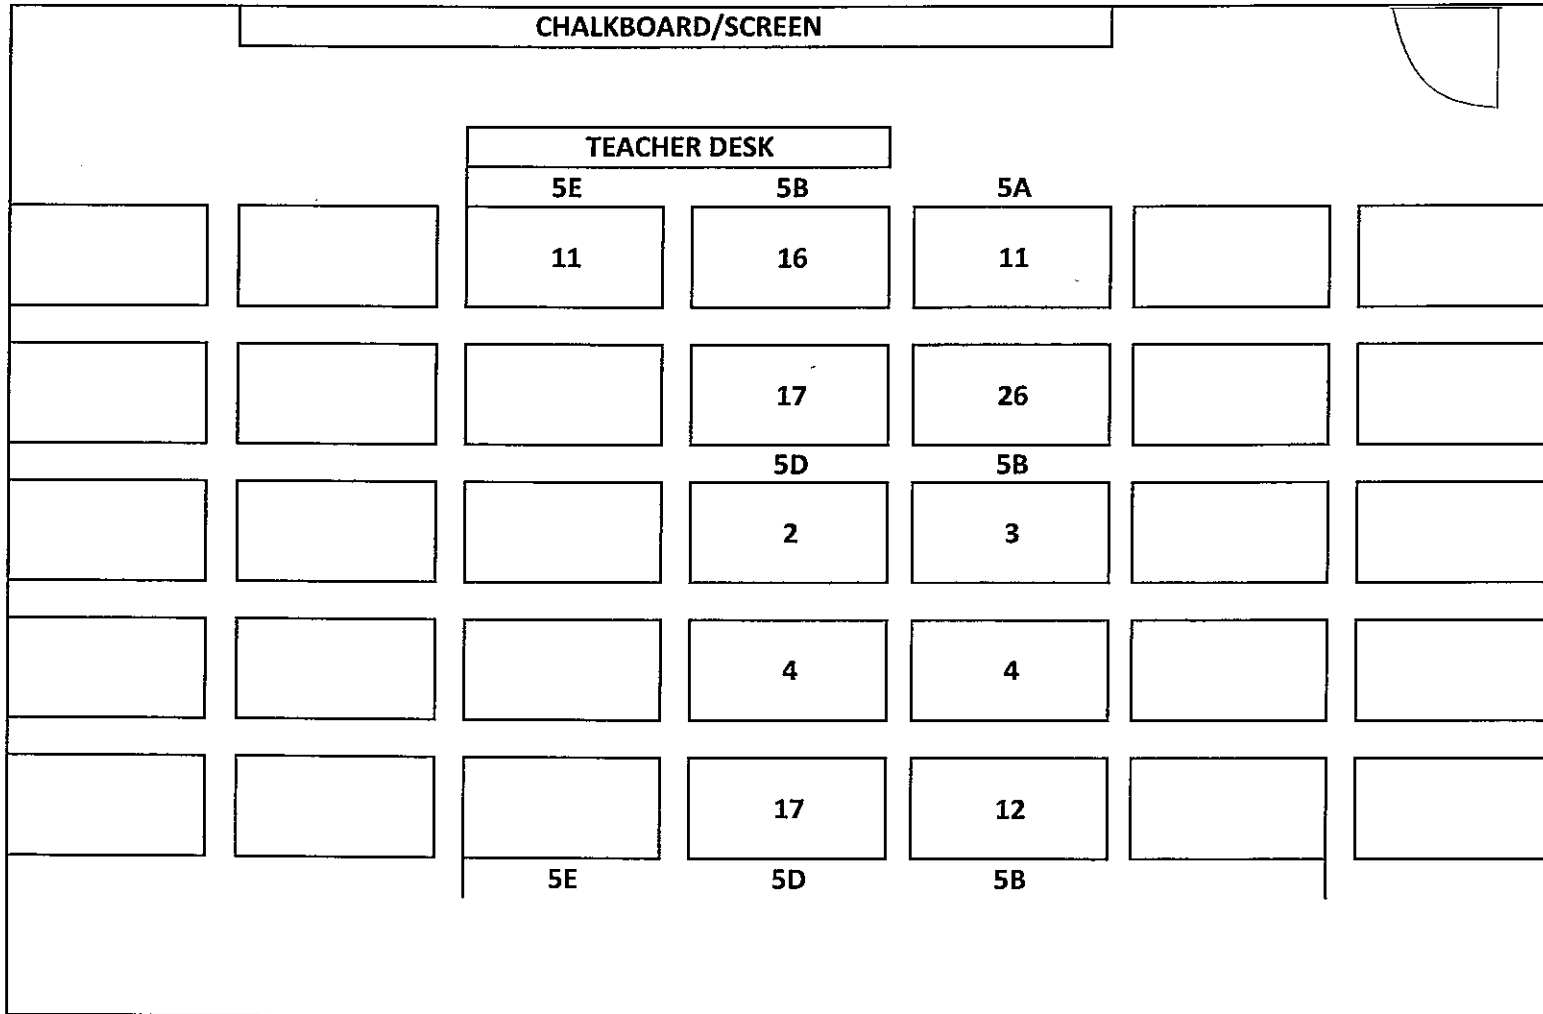 CHALKBOARD/SCREEN
TEACHER DESK
5E 5B 5A
11 16 11
17 26
5D 5B
2 3
4 4
17 12
5E 5D 5B